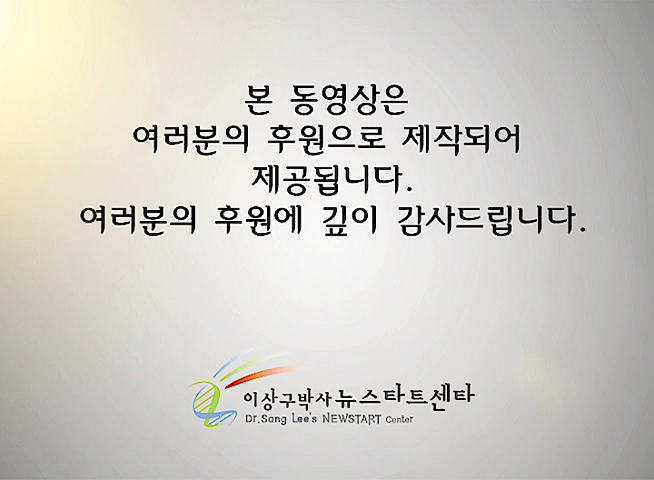 본 동영상은
여러분의 후원으로 제작되어
제공됩니다.
여러분의 후원에 깊이 감사드립니다.
이상구박사 뉴스타트센타
Dr.Sang Lee's NEWSTART Center